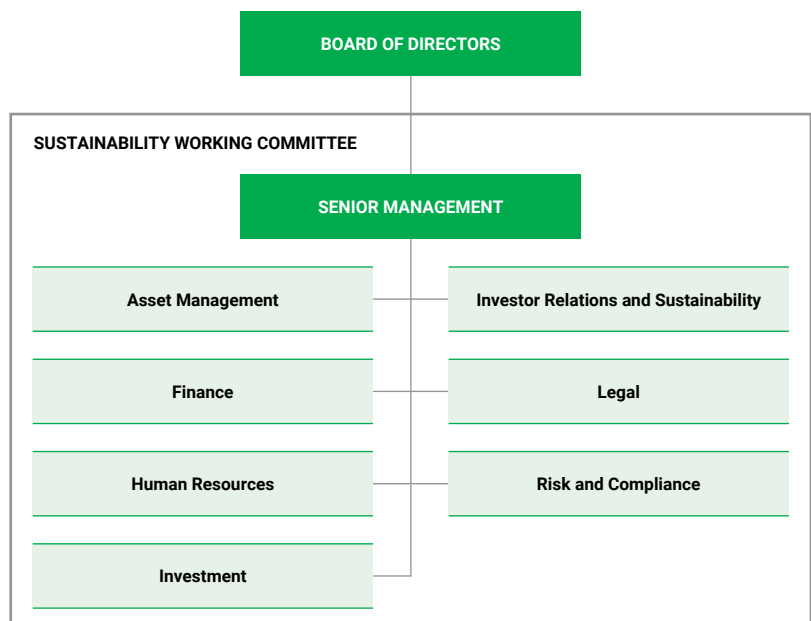 BOARD OF DIRECTORS
SUSTAINABILITY WORKING COMMITTEE
SENIOR MANAGEMENT
Asset Management
Investor Relations and Sustainability
Finance
Legal
Human Resources
Risk and Compliance
Investment